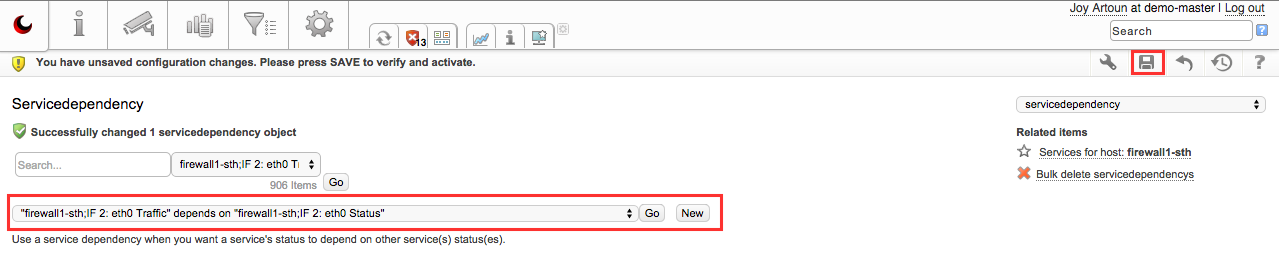 Joy Artoun at demo-master | Log out
13
Search
?
You have unsaved configuration changes. Please press SAVE to verify and activate.
?
Servicedependency
servicedependency
Successfully changed 1 servicedependency object
Related items
Search...
firewall1-sth;IF 2: eth0 Tr
Services for host: firewall1-sth
906 Items
Go
Bulk delete servicedependencys
"firewall1-sth;IF 2: eth0 Traffic" depends on "firewall1-sth;IF 2: eth0 Status"
Go
New
Use a service dependency when you want a service's status to depend on other service(s) status(es).